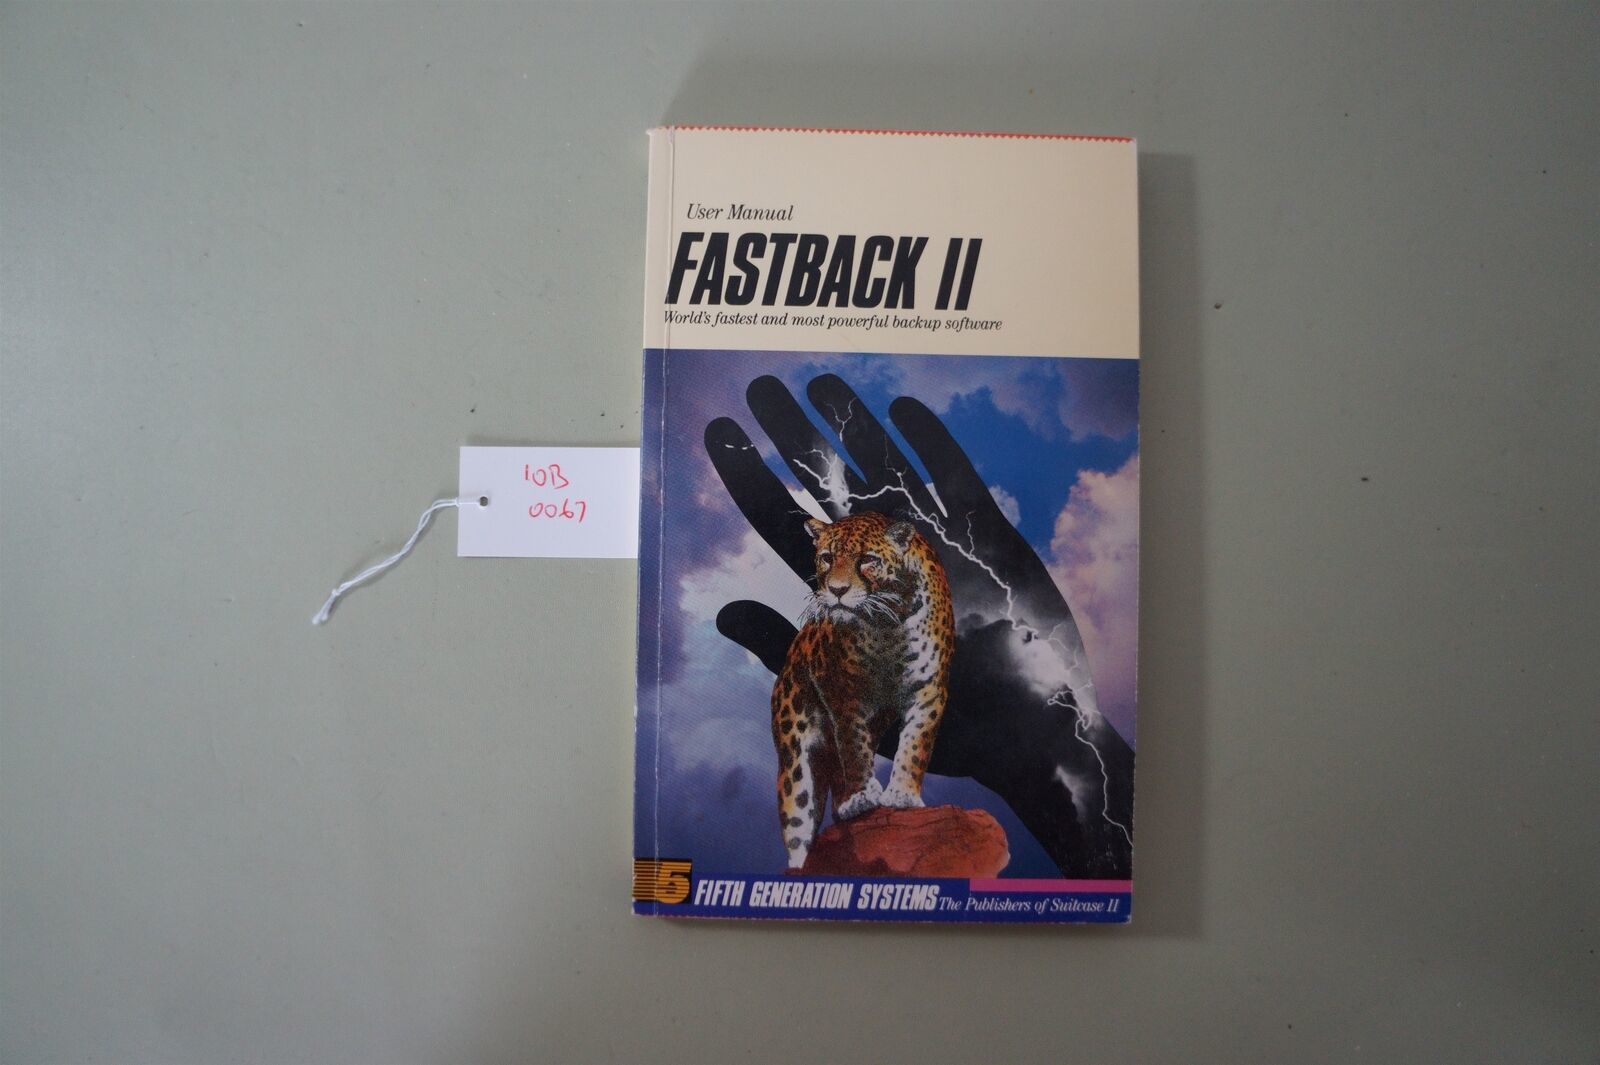 User Manual
FASTBACK II
World's fastest and most powerful backup software
10B
0067
5 FIFTH GENERATION SYSTEMS The Publishers of Suitcase II